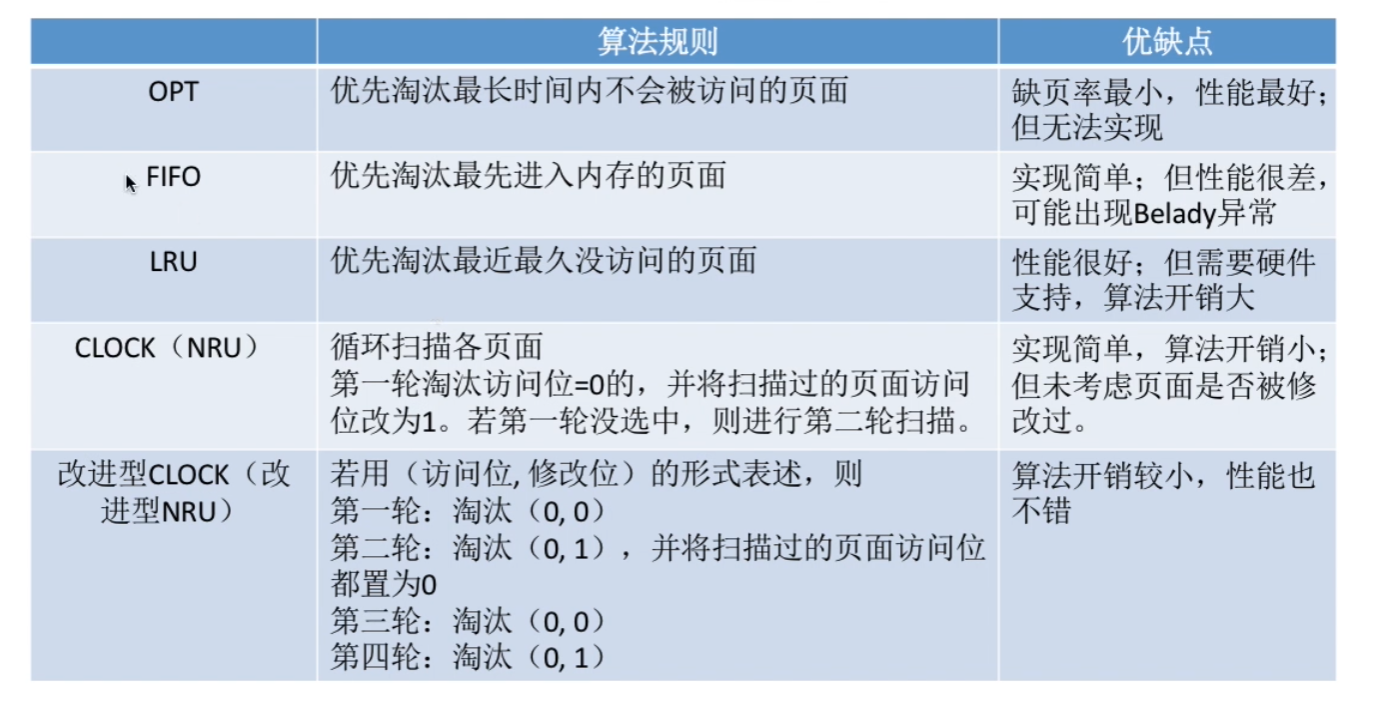 算法规则 优缺点
OPT 优先淘汰最长时间内不会被访问的页面 缺页率最小，性能最好；
但无法实现
FIFO 优先淘汰最先进入内存的页面 实现简单；但性能很差，
可能出现Belady异常
LRU 优先淘汰最近最久没访问的页面 性能很好；但需要硬件
支持，算法开销大
CLOCK（NRU） 循环扫描各页面 实现简单，算法开销小；
第一轮淘汰访问位=0的，并将扫描过的页面访问 但未考虑页面是否被修
位改为1。若第一轮没选中，则进行第二轮扫描。 改过。
改进型CLOCK（改 若用（访问位, 修改位）的形式表述，则 算法开销较小，性能也
进型NRU） 第一轮：淘汰（0, 0） 不错
第二轮：淘汰（0, 1），并将扫描过的页面访问位
都置为0
第三轮：淘汰（0, 0）
第四轮：淘汰（0, 1）